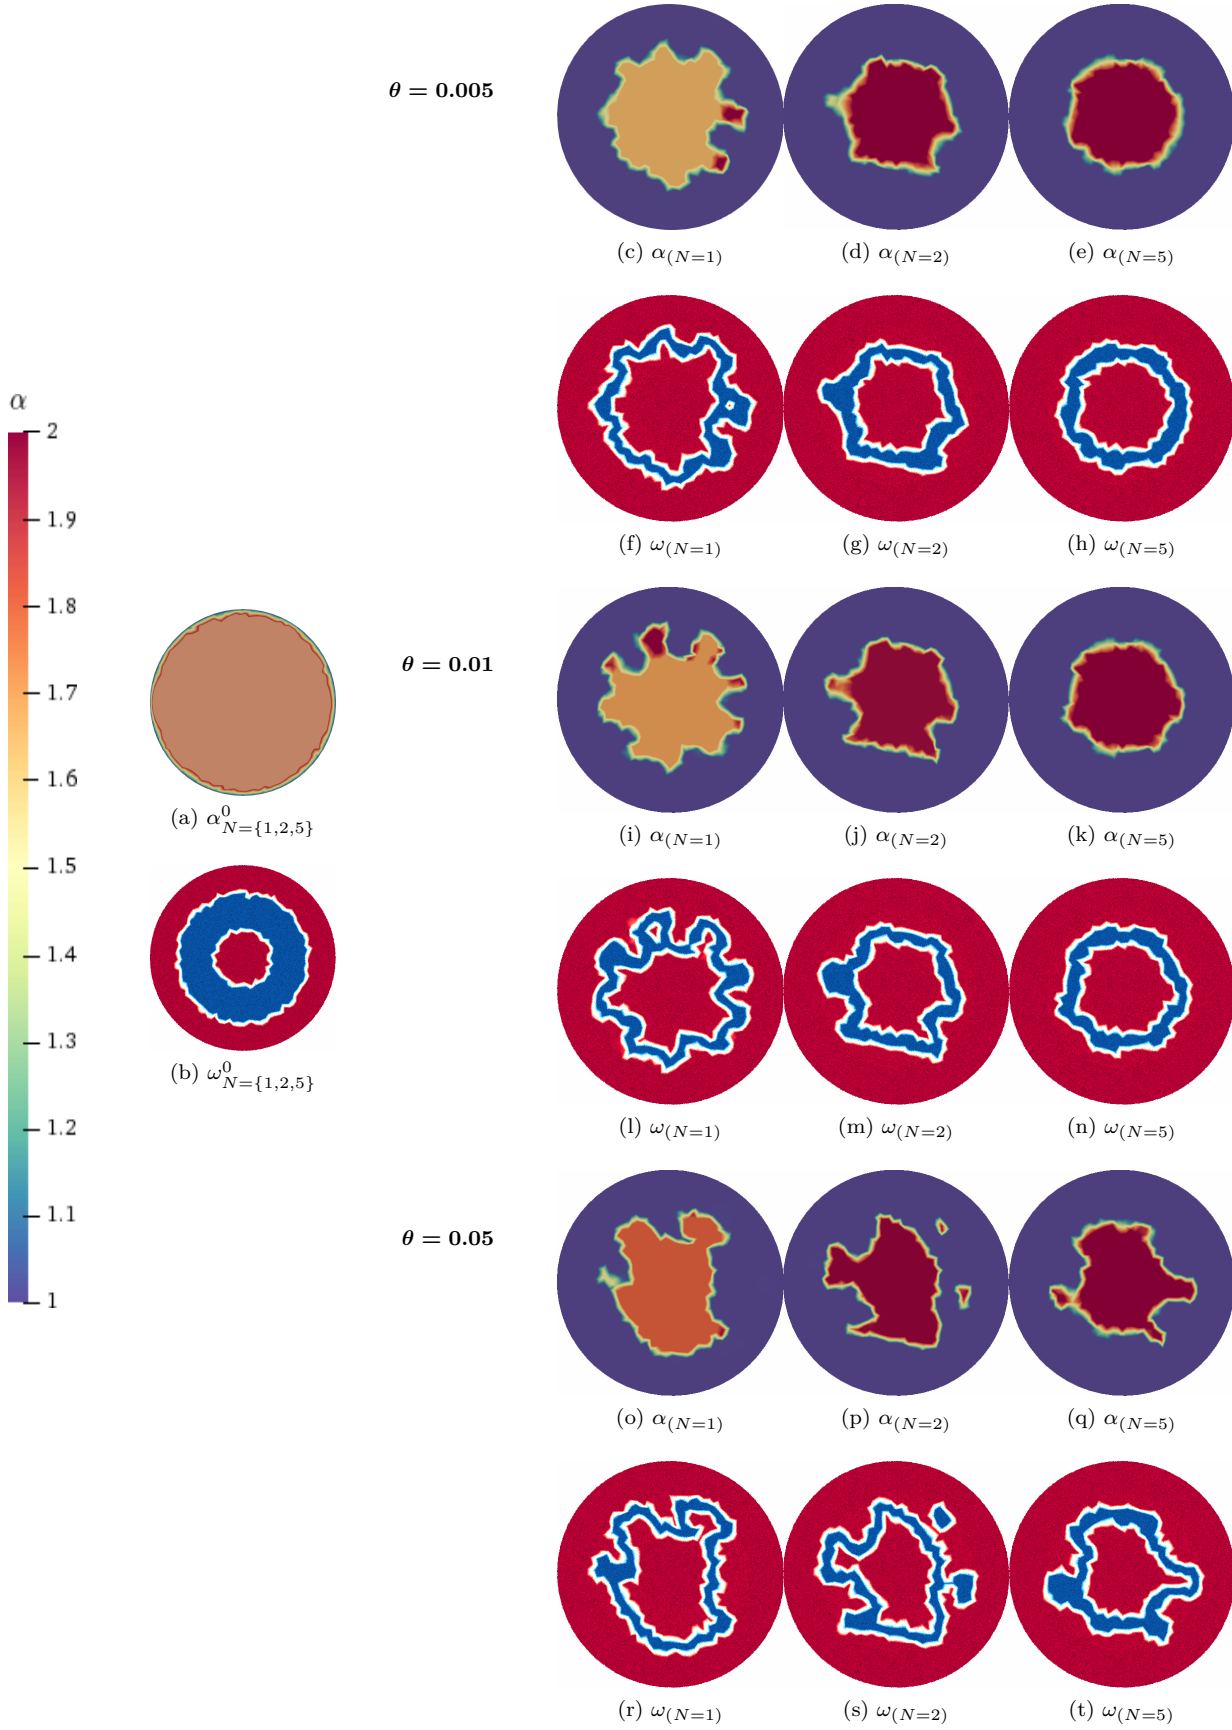 θ = 0.005
(c) α(N=1)
(d) α(N=2)
(e) α(N=5)
(f) ω(N=1)
(g) ω(N=2)
(h) ω(N=5)
α
2
1.9
1.8
1.7
1.6
1.5
1.4
1.3
1.2
1.1
1
(a) α⁰N={1,2,5}
(b) ω⁰N={1,2,5}
θ = 0.01
(i) α(N=1)
(j) α(N=2)
(k) α(N=5)
(l) ω(N=1)
(m) ω(N=2)
(n) ω(N=5)
θ = 0.05
(o) α(N=1)
(p) α(N=2)
(q) α(N=5)
(r) ω(N=1)
(s) ω(N=2)
(t) ω(N=5)